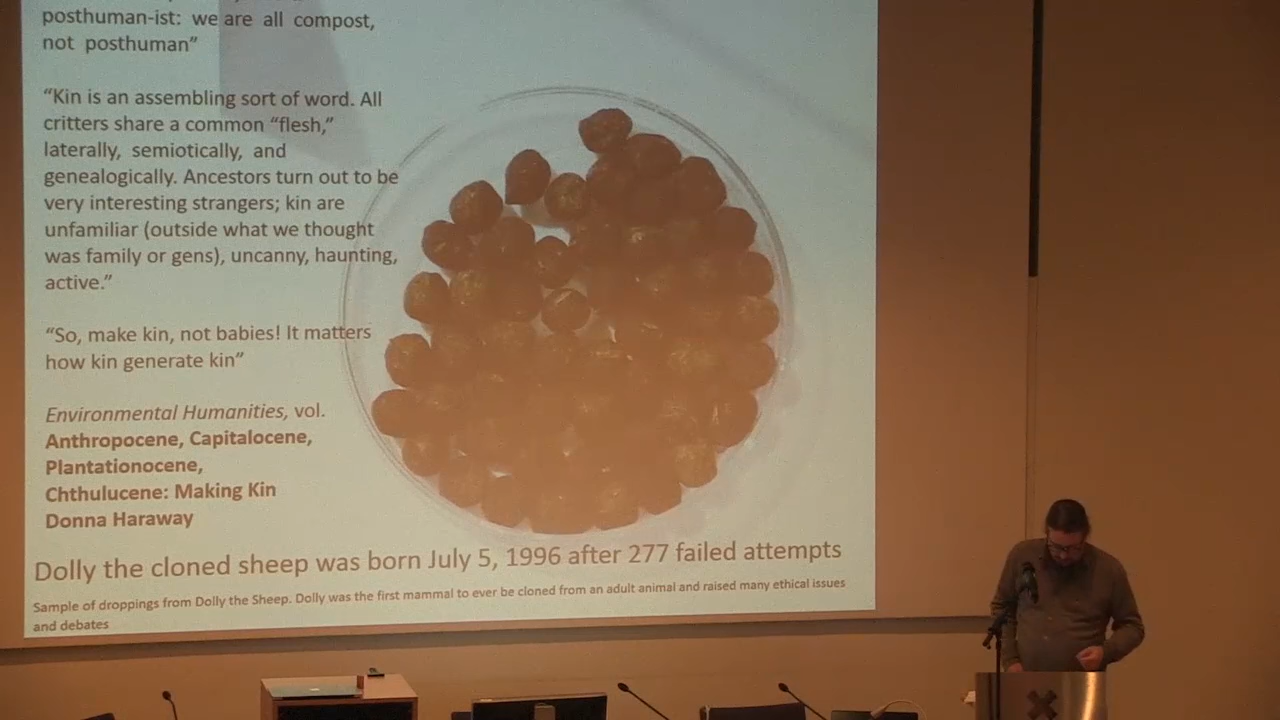 posthuman-ist: we are all compost,
not posthuman”
“Kin is an assembling sort of word. All
critters share a common “flesh,”
laterally, semiotically, and
genealogically. Ancestors turn out to be
very interesting strangers; kin are
unfamiliar (outside what we thought
was family or gens), uncanny, haunting,
active.”
“So, make kin, not babies! It matters
how kin generate kin”
Environmental Humanities, vol.
Anthropocene, Capitalocene,
Plantationocene,
Chthulucene: Making Kin
Donna Haraway
Dolly the cloned sheep was born July 5, 1996 after 277 failed attempts
Sample of droppings from Dolly the Sheep. Dolly was the first mammal to ever be cloned from an adult animal and raised many ethical issues
and debates